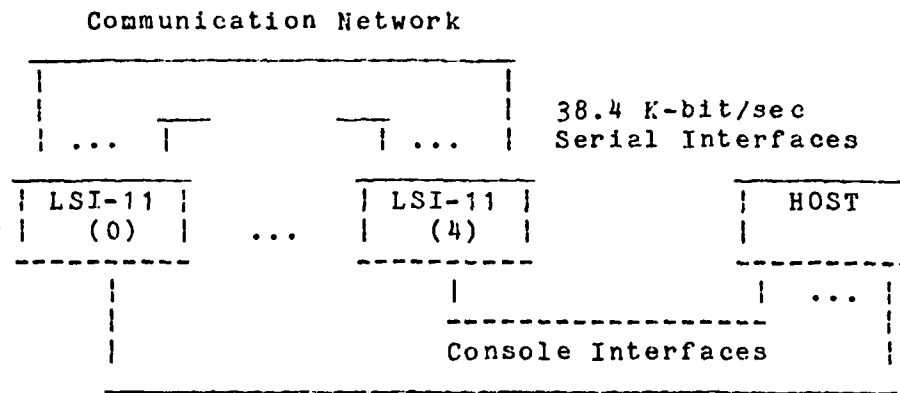 Communication Network
38.4 K-bit/sec
... ... Serial Interfaces
LSI-11 LSI-11 HOST
(0) ... (4)
...
Console Interfaces